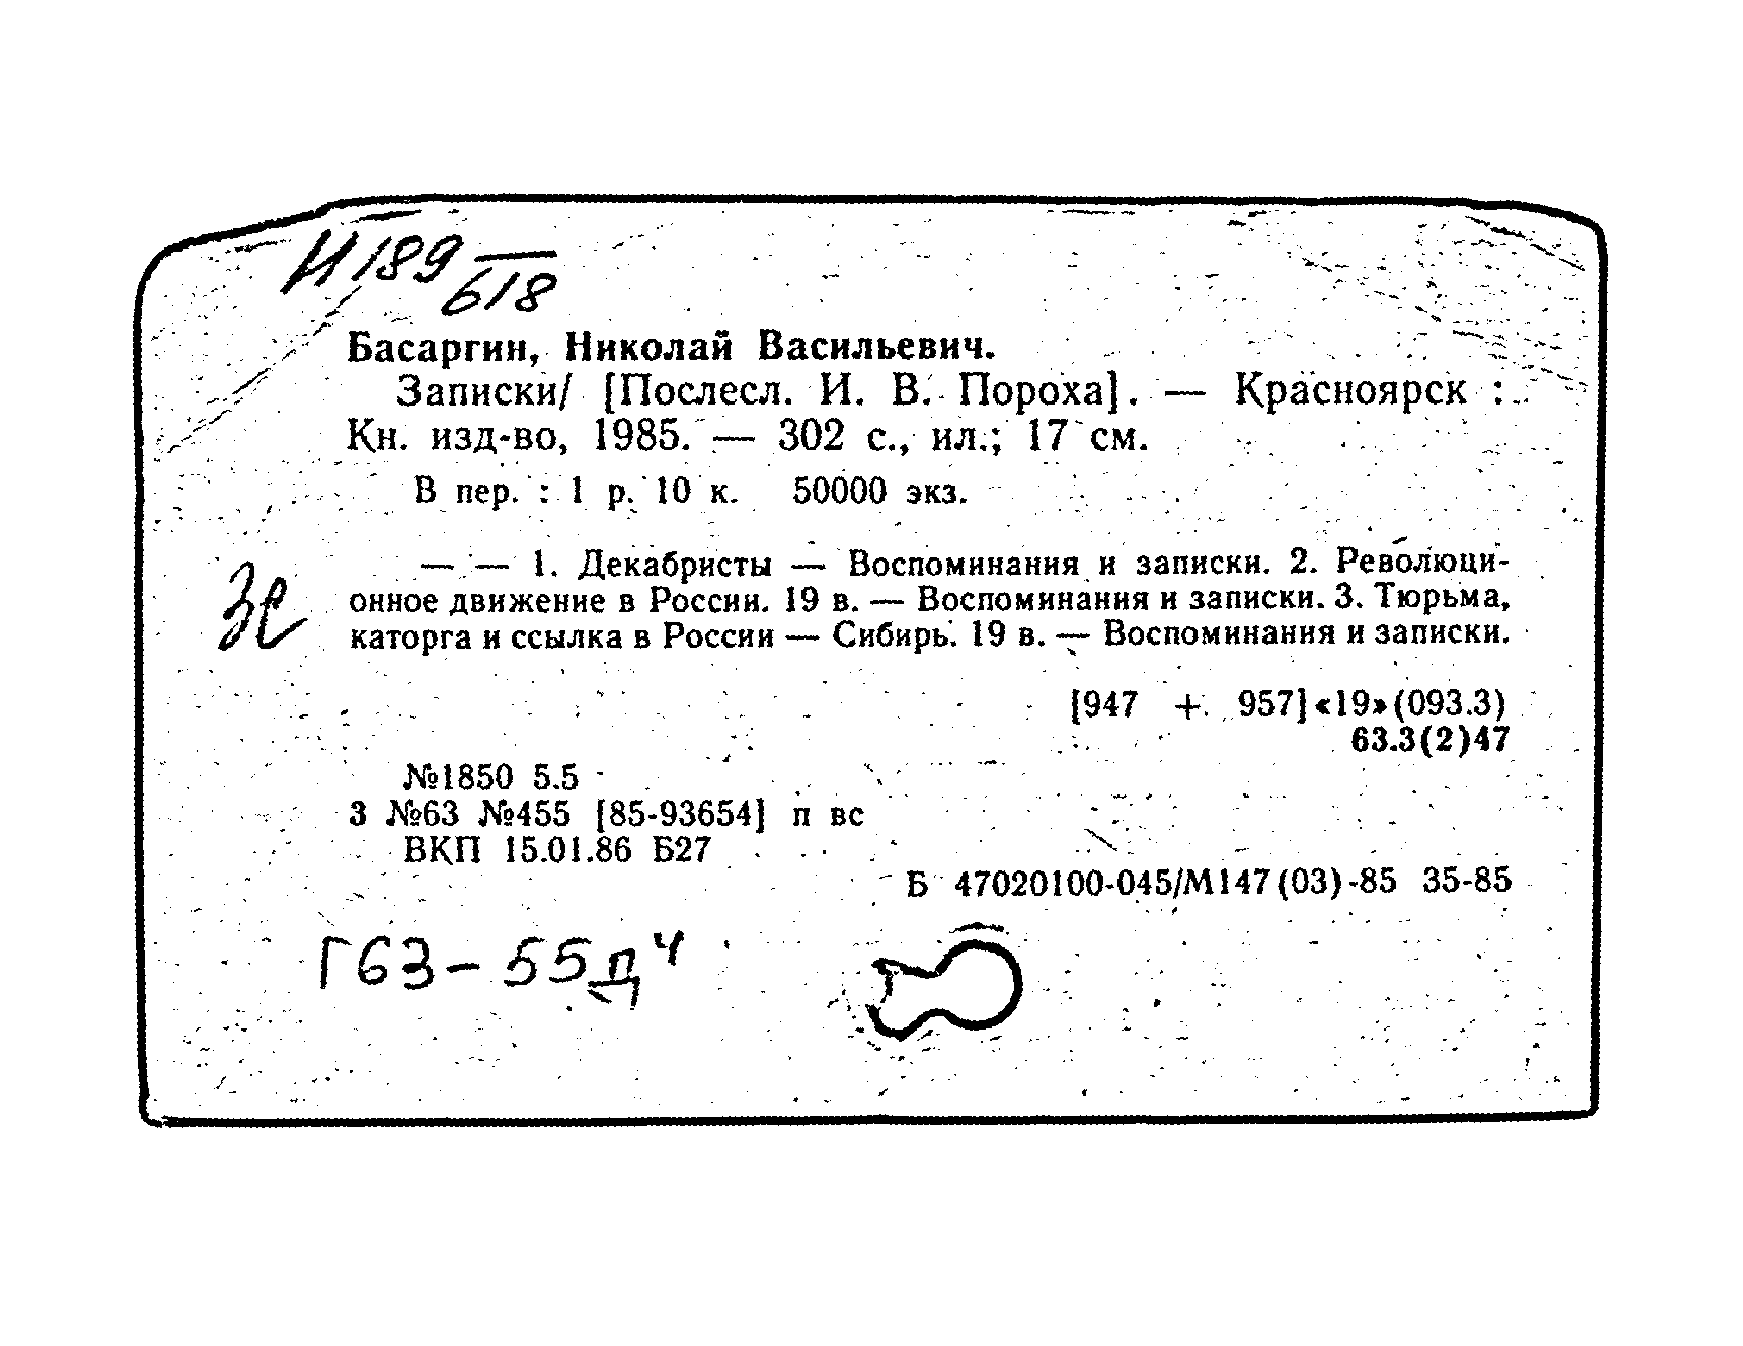 И 189
618
Басаргин, Николай Васильевич.
Записки/ [Послесл. И. В. Пороха]. — Красноярск :
Кн. изд-во, 1985. — 302 с., ил.; 17 см.
В пер. : 1 р. 10 к. 50000 экз.
— — 1. Декабристы — Воспоминания и записки. 2. Революци-
онное движение в России. 19 в. — Воспоминания и записки. 3. Тюрьма,
каторга и ссылка в России — Сибирь. 19 в. — Воспоминания и записки.
[947 + 957]«19»(093.3)
63.3(2)47
№1850 5.5
3 №63 №455 [85-93654] п вс
ВКП 15.01.86 Б27
Б 47020100-045/М147(03)-85 35-85
Г63-55